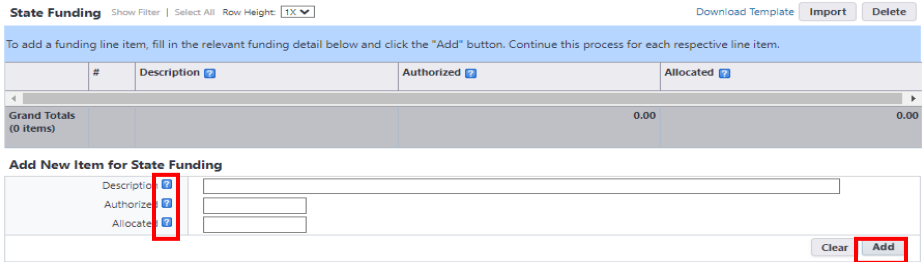 State Funding Show Filter | Select All Row Height: 1X Download Template Import Delete
To add a funding line item, fill in the relevant funding detail below and click the "Add" button. Continue this process for each respective line item.
# Description ? Authorized ? Allocated ?
Grand Totals 0.00 0.00
(0 items)
Add New Item for State Funding
Description ?
Authorized ?
Allocated ?
Clear Add